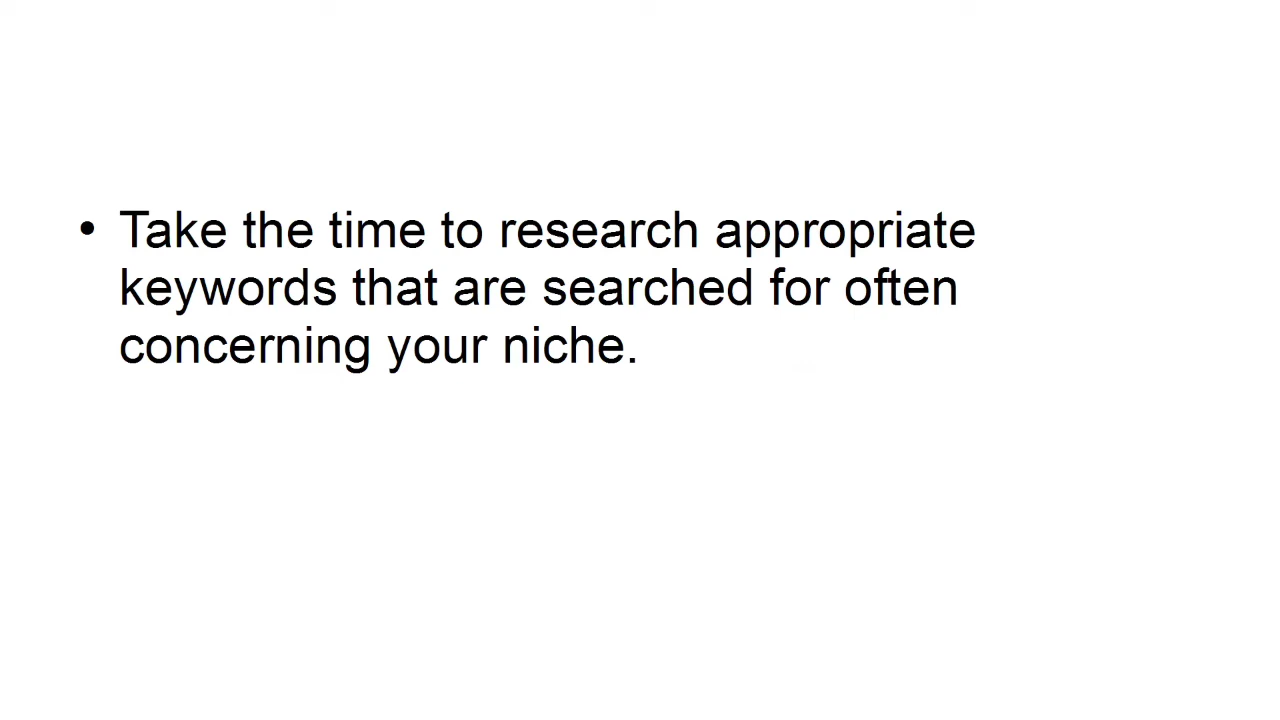 • Take the time to research appropriate
keywords that are searched for often
concerning your niche.